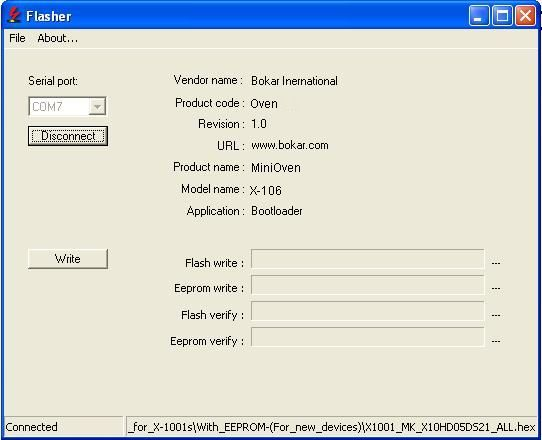 Flasher
File About...
Serial port:
COM7
Disconnect
Vendor name : Bokar Inernational
Product code : Oven
Revision : 1.0
URL : www.bokar.com
Product name : MiniOven
Model name : X-106
Application : Bootloader
Write
Flash write : ---
Eeprom write : ---
Flash verify : ---
Eeprom verify : ---
Connected
_for_X-1001s\With_EEPROM-(For_new_devices)\X1001_MK_X10HD05DS21_ALL.hex